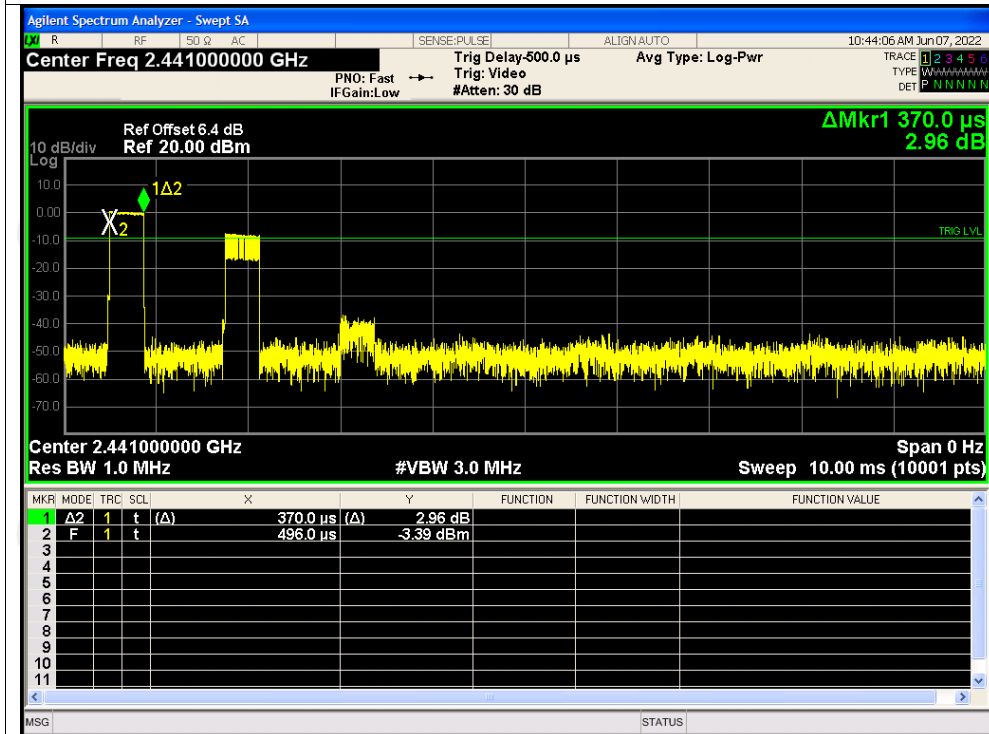 Agilent Spectrum Analyzer - Swept SA
LXI R RF 50 Ω AC SENSE:PULSE ALIGN AUTO 10:44:06 AM Jun 07, 2022
Center Freq 2.441000000 GHz
PNO: Fast
IFGain:Low
Trig Delay-500.0 µs
Trig: Video
#Atten: 30 dB
Avg Type: Log-Pwr
TRACE 1 2 3 4 5 6
TYPE WWWWWW
DET P N N N N N
ΔMkr1 370.0 µs
2.96 dB
Ref Offset 6.4 dB
10 dB/div Ref 20.00 dBm
Log
10.0
0.00
-10.0
-20.0
-30.0
-40.0
-50.0
-60.0
-70.0
1Δ2
X2
TRIG LVL
Center 2.441000000 GHz Span 0 Hz
Res BW 1.0 MHz #VBW 3.0 MHz Sweep 10.00 ms (10001 pts)
MKR MODE TRC SCL X Y FUNCTION FUNCTION WIDTH FUNCTION VALUE
1 Δ2 1 t (Δ) 370.0 µs (Δ) 2.96 dB
2 F 1 t 496.0 µs -3.39 dBm
3
4
5
6
7
8
9
10
11
MSG STATUS